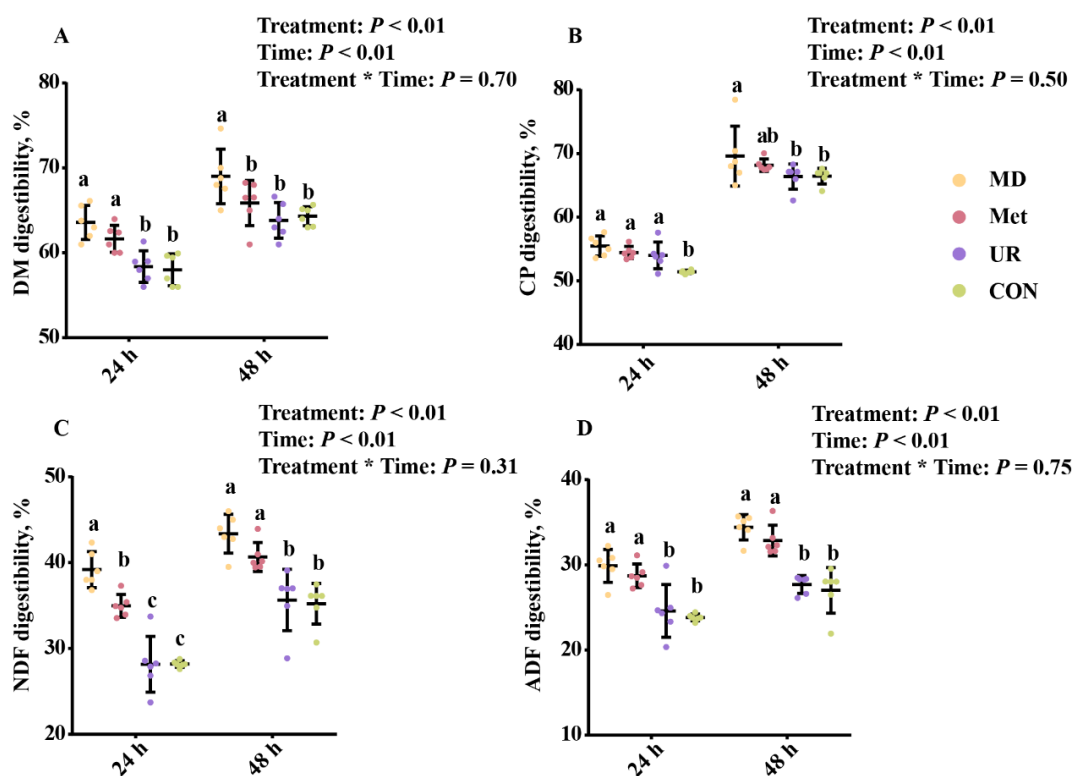 A
Treatment: P < 0.01
Time: P < 0.01
Treatment * Time: P = 0.70
DM digestibility, %
80
70
60
50
a
a
b
b
a
b
b
b
24 h
48 h
B
Treatment: P < 0.01
Time: P < 0.01
Treatment * Time: P = 0.50
CP digestibility, %
80
70
60
50
40
a
a
a
b
a
ab
b
b
24 h
48 h
MD
Met
UR
CON
C
Treatment: P < 0.01
Time: P < 0.01
Treatment * Time: P = 0.31
NDF digestibility, %
50
40
30
20
a
b
c
c
a
a
b
b
24 h
48 h
D
Treatment: P < 0.01
Time: P < 0.01
Treatment * Time: P = 0.75
ADF digestibility, %
40
30
20
10
a
a
b
b
a
a
b
b
24 h
48 h